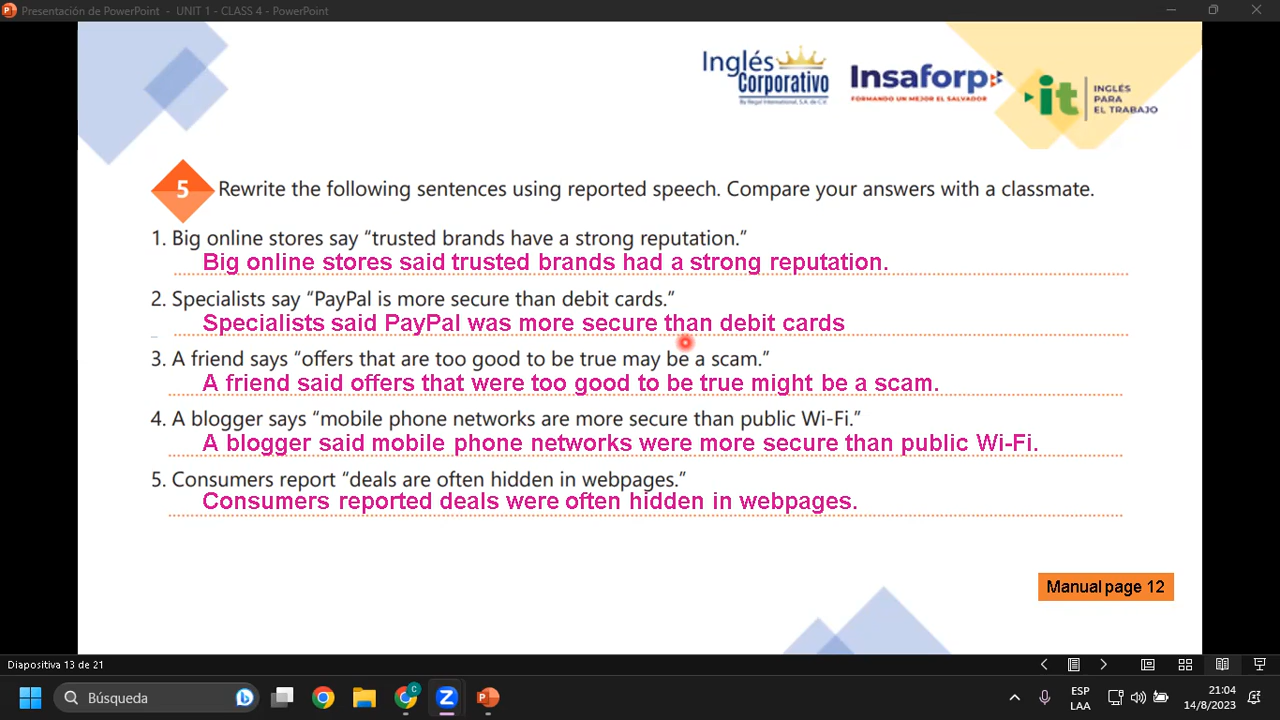 Presentación de PowerPoint - UNIT 1 - CLASS 4 - PowerPoint
Inglés
Corporativo
By Regal International, S.A. de C.V.
Insaforp
FORMANDO UN MEJOR EL SALVADOR
it
INGLÉS
PARA
EL TRABAJO
5 Rewrite the following sentences using reported speech. Compare your answers with a classmate.
1. Big online stores say “trusted brands have a strong reputation.”
Big online stores said trusted brands had a strong reputation.
2. Specialists say “PayPal is more secure than debit cards.”
Specialists said PayPal was more secure than debit cards
3. A friend says “offers that are too good to be true may be a scam.”
A friend said offers that were too good to be true might be a scam.
4. A blogger says “mobile phone networks are more secure than public Wi-Fi.”
A blogger said mobile phone networks were more secure than public Wi-Fi.
5. Consumers report “deals are often hidden in webpages.”
Consumers reported deals were often hidden in webpages.
Manual page 12
Diapositiva 13 de 21
Búsqueda
ESP
LAA
21:04
14/8/2023